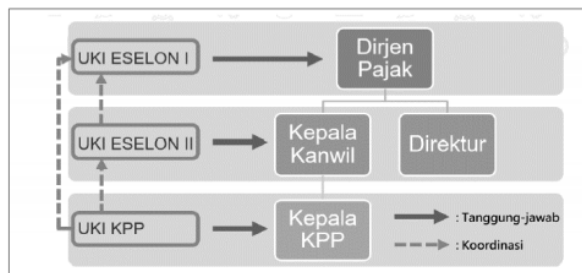 UKI ESELON I
Dirjen
Pajak
UKI ESELON II
Kepala
Kanwil
Direktur
UKI KPP
Kepala
KPP
: Tanggung-jawab
: Koordinasi